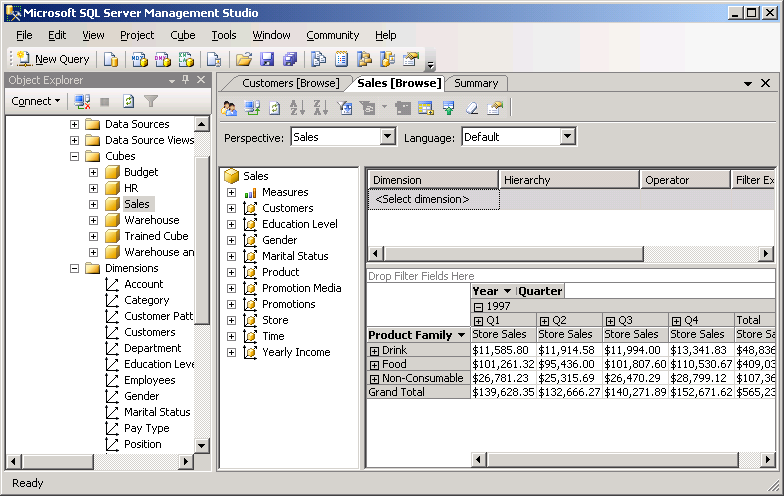 Microsoft SQL Server Management Studio
File Edit View Project Cube Tools Window Community Help
New Query
Object Explorer
Connect
Data Sources
Data Source Views
Cubes
Budget
HR
Sales
Warehouse
Trained Cube
Warehouse an
Dimensions
Account
Category
Customer Patt
Customers
Department
Education Leve
Employees
Gender
Marital Status
Pay Type
Position
Customers [Browse] Sales [Browse] Summary
Perspective: Sales Language: Default
Sales
Measures
Customers
Education Level
Gender
Marital Status
Product
Promotion Media
Promotions
Store
Time
Yearly Income
Dimension Hierarchy Operator Filter Ex
<Select dimension>
Drop Filter Fields Here
Year Quarter
1997
Q1 Q2 Q3 Q4 Total
Product Family Store Sales Store Sales Store Sales Store Sales Store Sales
Drink $11,585.80 $11,914.58 $11,994.00 $13,341.83 $48,836
Food $101,261.32 $95,436.00 $101,807.60 $110,530.67 $409,03
Non-Consumable $26,781.23 $25,315.69 $26,470.29 $28,799.12 $107,36
Grand Total $139,628.35 $132,666.27 $140,271.89 $152,671.62 $565,23
Ready